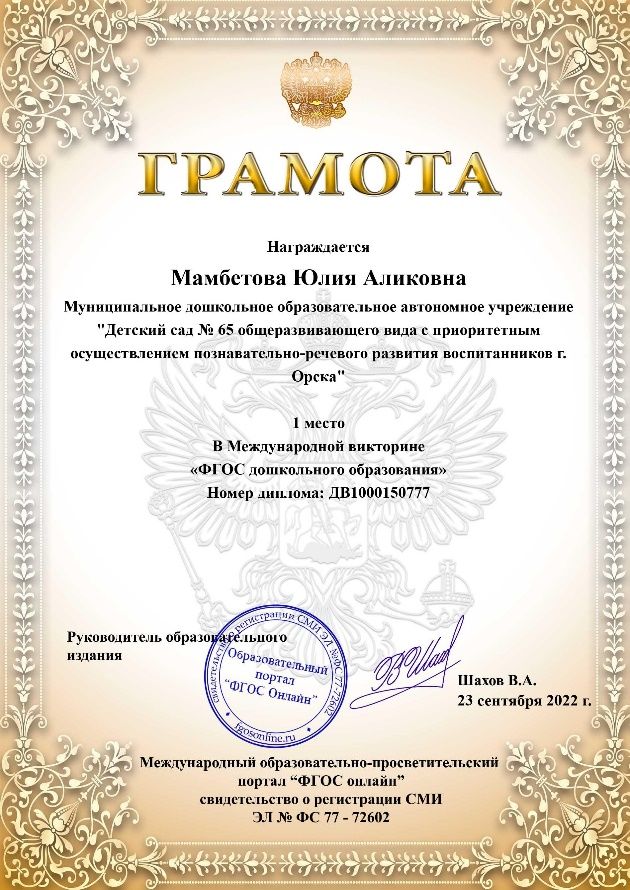 ГРАМОТА
Награждается
Мамбетова Юлия Аликовна
Муниципальное дошкольное образовательное автономное учреждение
"Детский сад № 65 общеразвивающего вида с приоритетным
осуществлением познавательно-речевого развития воспитанников г.
Орска"
1 место
В Международной викторине
«ФГОС дошкольного образования»
Номер диплома: ДВ1000150777
Руководитель образовательного
издания
свидетельство о регистрации СМИ ЭЛ №ФС 77-72602
Образовательный
портал
“ФГОС Онлайн”
fgosonline.ru
Шахов В.А.
23 сентября 2022 г.
Международный образовательно-просветительский
портал “ФГОС онлайн”
свидетельство о регистрации СМИ
ЭЛ № ФС 77 - 72602